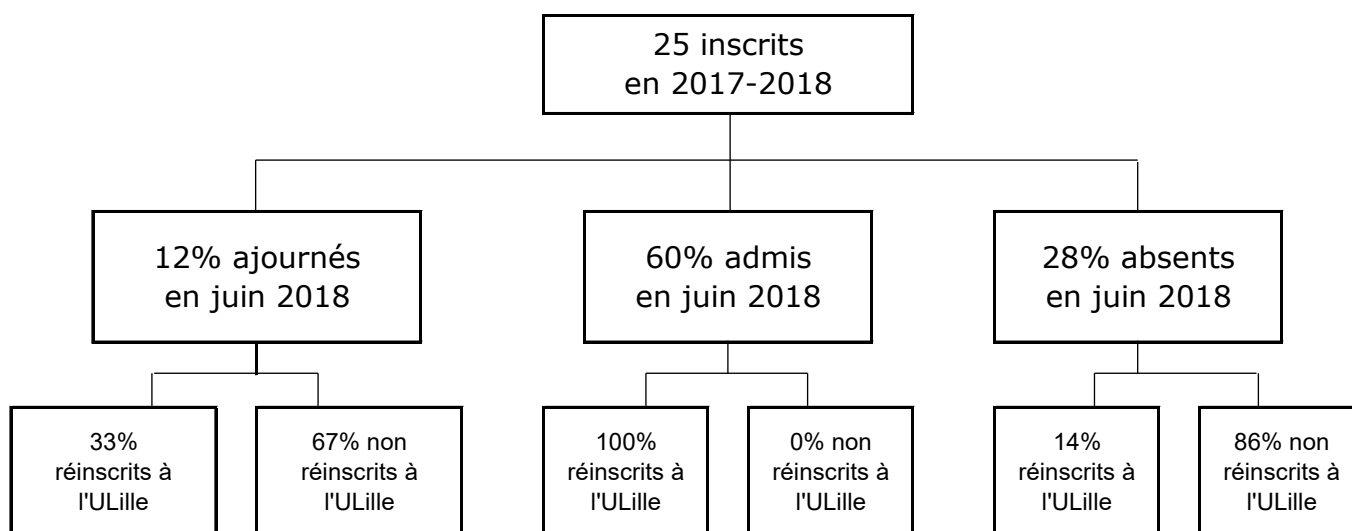 25 inscrits
en 2017-2018
12% ajournés
en juin 2018
60% admis
en juin 2018
28% absents
en juin 2018
33%
réinscrits à
l'ULille
67% non
réinscrits à
l'ULille
100%
réinscrits à
l'ULille
0% non
réinscrits à
l'ULille
14%
réinscrits à
l'ULille
86% non
réinscrits à
l'ULille